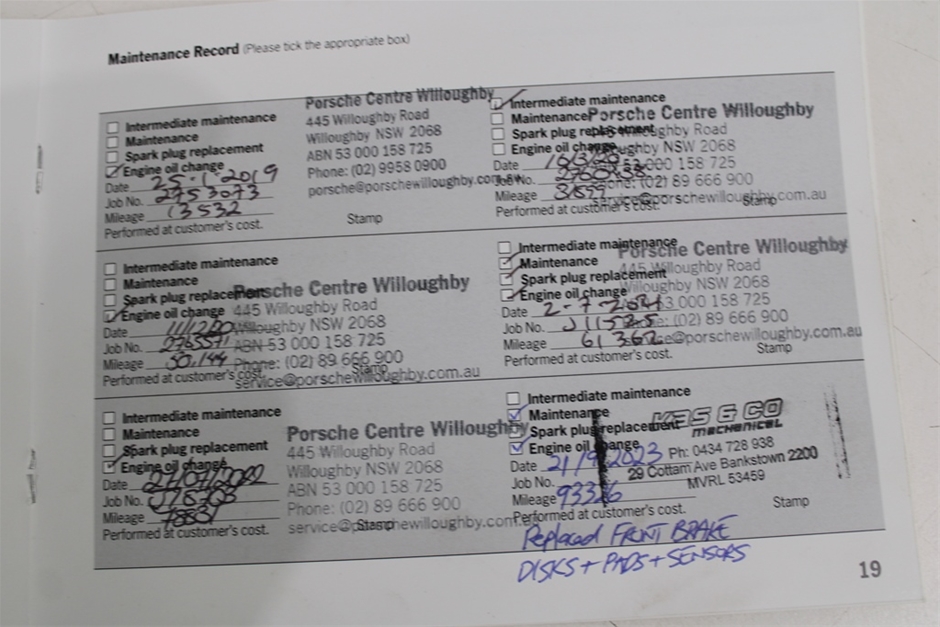 Maintenance Record (Please tick the appropriate box)
Intermediate maintenance
Maintenance
Spark plug replacement
Engine oil change
Date 25-1-2019
Job No. 2753073
Mileage 13532
Performed at customer's cost.
Porsche Centre Willoughby
445 Willoughby Road
Willoughby NSW 2068
ABN 53 000 158 725
Phone: (02) 9958 0900
porsche@porschewilloughby.com.au
Stamp
Intermediate maintenance
Maintenance
Spark plug replacement
Engine oil change
Date
Job No.
Mileage
Performed at customer's cost.
Porsche Centre Willoughby
445 Willoughby Road
Willoughby NSW 2068
ABN 53 000 158 725
Phone: (02) 89 666 900
service@porschewilloughby.com.au
Stamp
Intermediate maintenance
Maintenance
Spark plug replacement
Engine oil change
Date
Job No.
Mileage 50,144
Performed at customer's cost.
Porsche Centre Willoughby
445 Willoughby Road
Willoughby NSW 2068
ABN 53 000 158 725
Phone: (02) 89 666 900
service@porschewilloughby.com.au
Stamp
Intermediate maintenance
Maintenance
Spark plug replacement
Engine oil change
Date 2-7-2021
Job No.
Mileage 61362
Performed at customer's cost.
Porsche Centre Willoughby
445 Willoughby Road
Willoughby NSW 2068
ABN 53 000 158 725
Phone: (02) 89 666 900
service@porschewilloughby.com.au
Stamp
Intermediate maintenance
Maintenance
Spark plug replacement
Engine oil change
Date
Job No.
Mileage
Performed at customer's cost.
Porsche Centre Willoughby
445 Willoughby Road
Willoughby NSW 2068
ABN 53 000 158 725
Phone: (02) 89 666 900
service@porschewilloughby.com.au
Stamp
Intermediate maintenance
Maintenance
Spark plug replacement
Engine oil change
Date 21/9/2023
Job No.
Mileage 93326
Performed at customer's cost.
KAS & CO
MECHANICAL
Ph: 0434 728 938
29 Cottam Ave Bankstown 2200
MVRL 53459
Stamp
Replaced FRONT BRAKE
DISKS + PADS + SENSORS
19